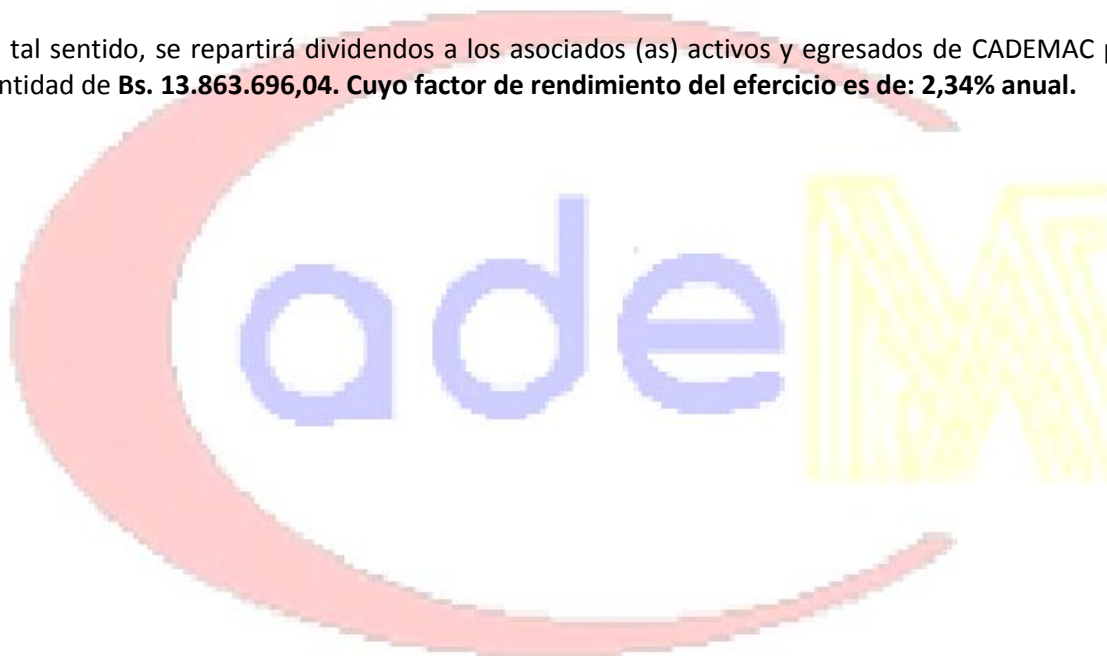 tal sentido, se repartirá dividendos a los asociados (as) activos y egresados de CADEMAC
ntidad de Bs. 13.863.696,04. Cuyo factor de rendimiento del efercicio es de: 2,34% anual.
adeM